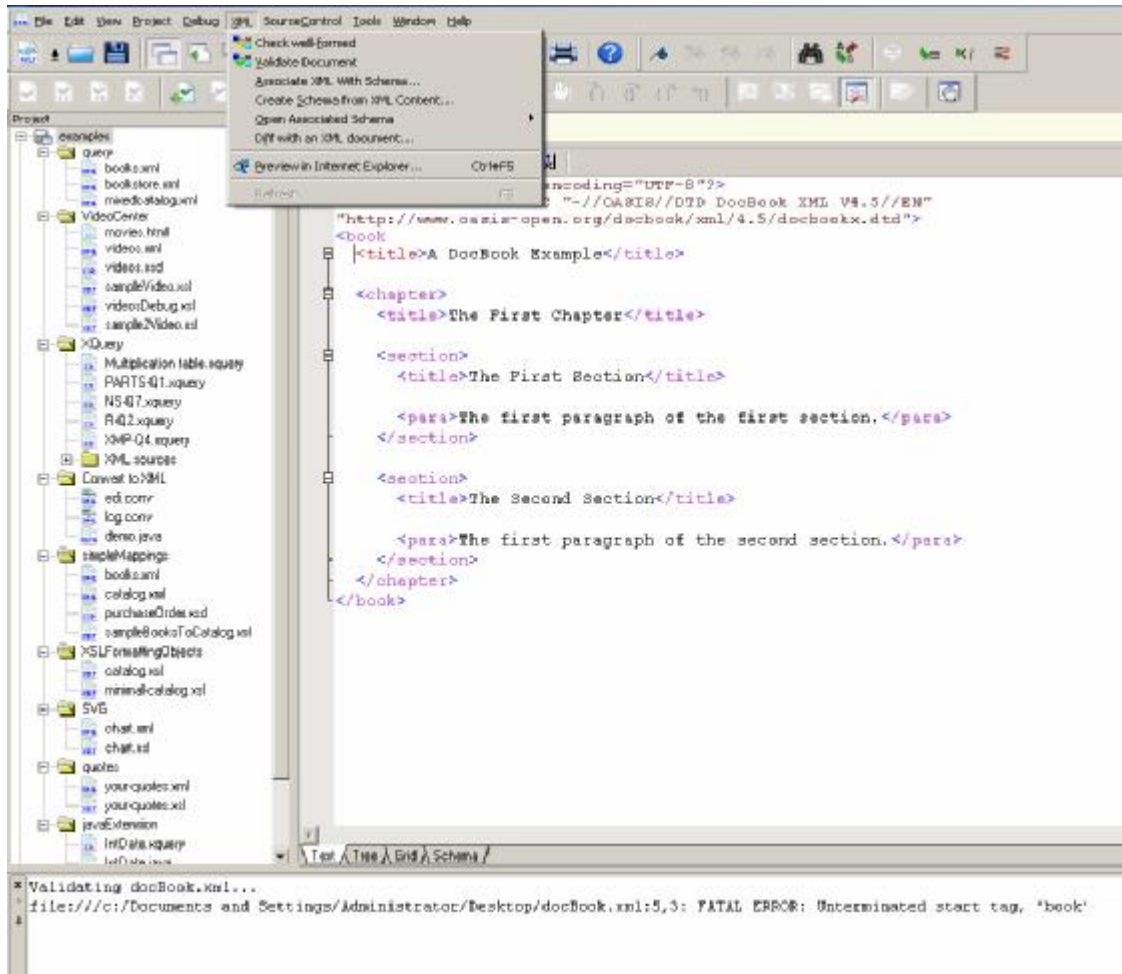 File Edit View Project Debug XML SourceControl Tools Window Help
Check well-formed
Validate Document
Associate XML With Schema...
Create Schema from XML Content...
Open Associated Schema
Diff with an XML document...
Preview in Internet Explorer... Ctrl+F5
Refresh F5
Project
examples
query
books.xml
bookstore.xml
mixedcatalog.xml
VideoCenter
movies.html
videos.xml
videos.xsd
sampleVideo.xsl
videosDebug.xsl
sample2Video.xsl
XQuery
Multiplication table.xquery
PARTS-Q1.xquery
NS-Q7.xquery
R-Q2.xquery
XMP-Q4.xquery
XML sources
Convert to XML
edi.conv
log.conv
demo.java
simpleMappings
books.xml
catalog.xml
purchaseOrder.xsd
sampleBooksToCatalog.xsl
XSLFormattingObjects
catalog.xsl
minimal-catalog.xsl
SVG
chart.xml
chart.xsl
quotes
your-quotes.xml
your-quotes.xsl
javaExtension
IntDate.xquery
IntDate.java
encoding="UTF-8"?>
"-//OASIS//DTD DocBook XML V4.5//EN"
"http://www.oasis-open.org/docbook/xml/4.5/docbookx.dtd">
<book
<title>A DocBook Example</title>
<chapter>
<title>The First Chapter</title>
<section>
<title>The First Section</title>
<para>The first paragraph of the first section.</para>
</section>
<section>
<title>The Second Section</title>
<para>The first paragraph of the second section.</para>
</section>
</chapter>
</book>
Text Tree Grid Schema
Validating docBook.xml...
file:///c:/Documents and Settings/Administrator/Desktop/docBook.xml:5,3: FATAL ERROR: Unterminated start tag, 'book'